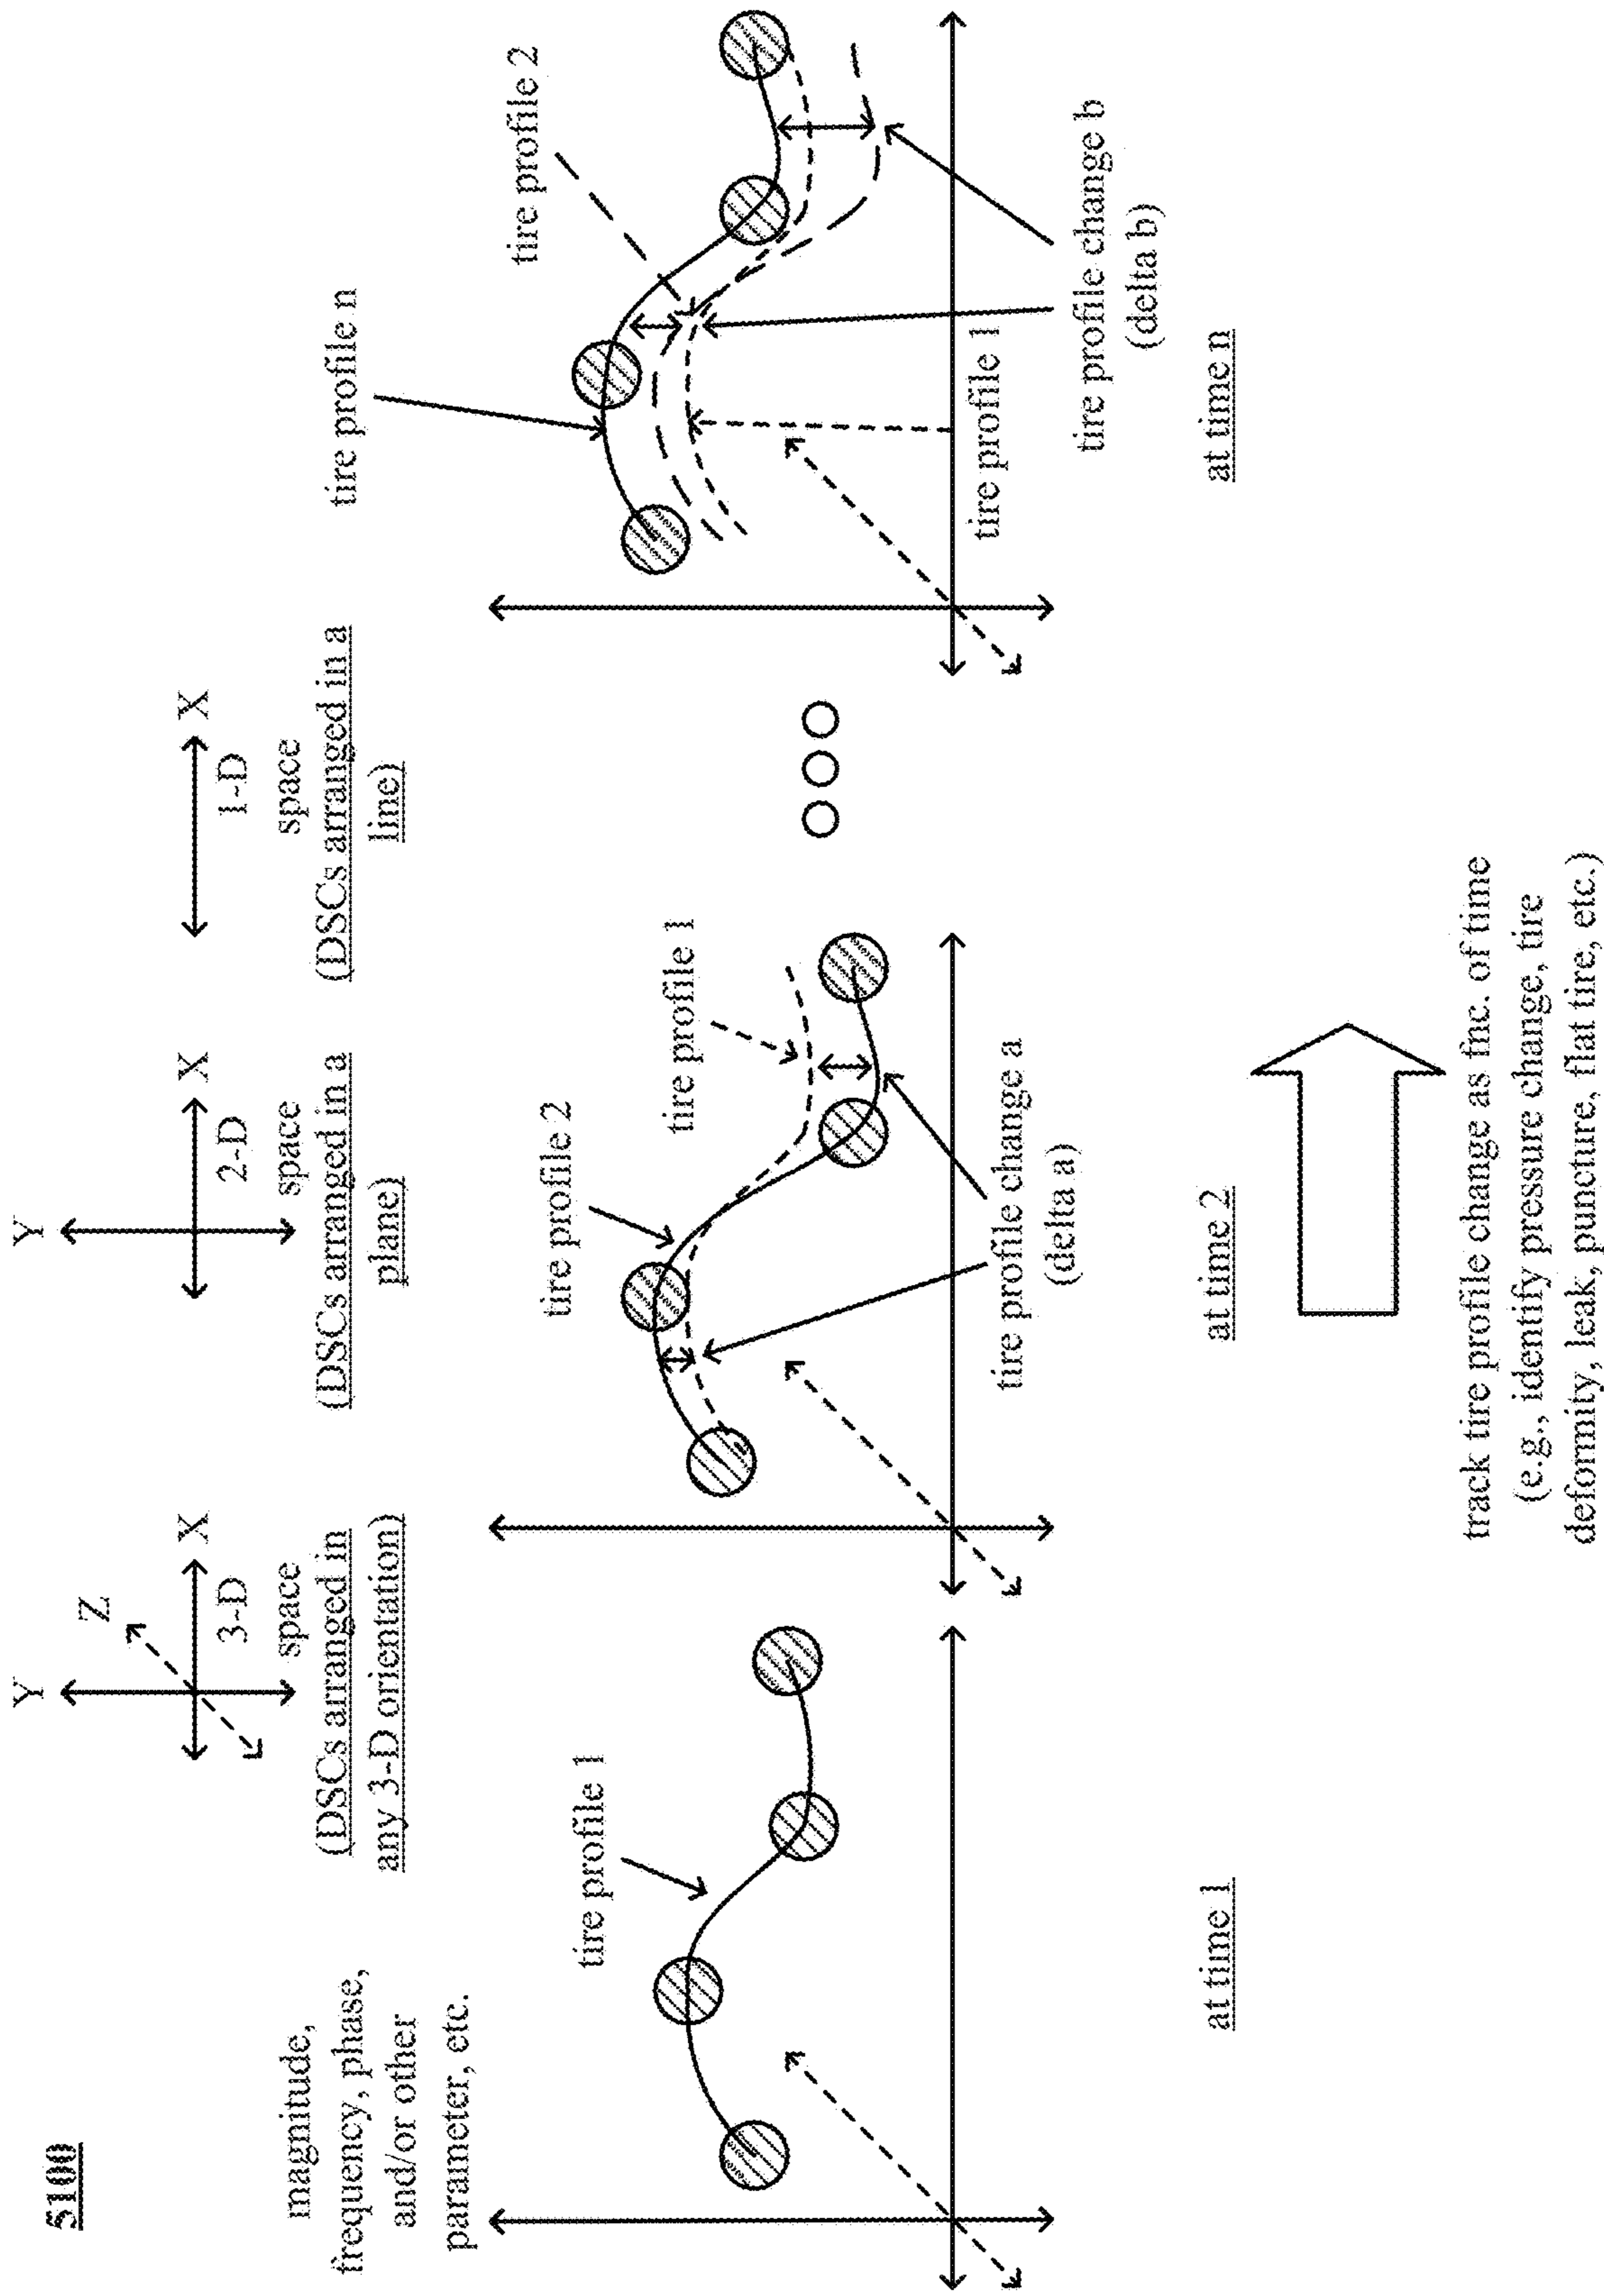 5100
magnitude,
frequency, phase,
and/or other
parameter, etc.
Y
Z
X
3-D
space
(DSCs arranged in
any 3-D orientation)
Y
X
2-D
space
(DSCs arranged in a
plane)
X
1-D
space
(DSCs arranged in a
line)
tire profile 1
at time 1
tire profile 2
tire profile 1
tire profile change a
(delta a)
at time 2
tire profile n
tire profile 2
tire profile 1
tire profile change b
(delta b)
at time n
track tire profile change as fnc. of time
(e.g., identify pressure change, tire
deformity, leak, puncture, flat tire, etc.)